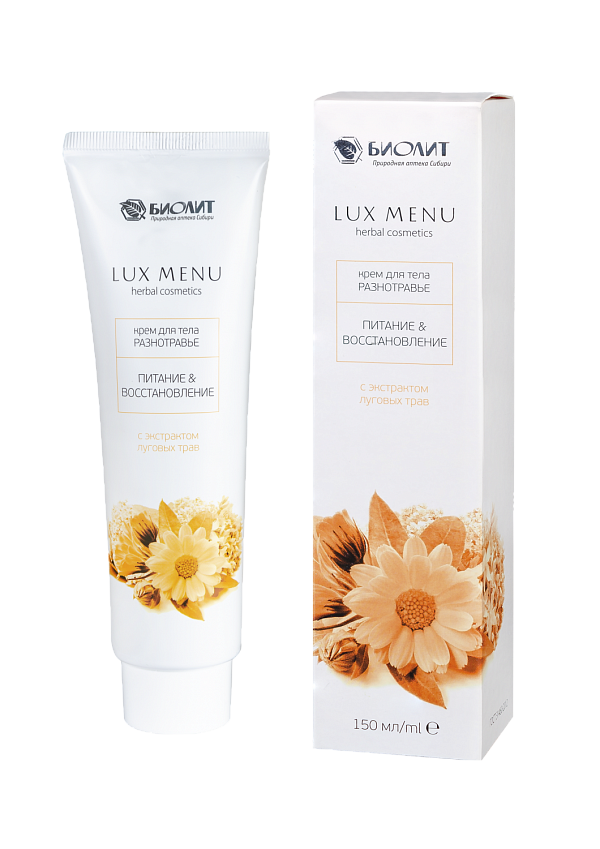 БИОЛИТ
Природная аптека Сибири
LUX MENU
herbal cosmetics
крем для тела
РАЗНОТРАВЬЕ
ПИТАНИЕ &
ВОССТАНОВЛЕНИЕ
с экстрактом
луговых трав
БИОЛИТ
Природная аптека Сибири
LUX MENU
herbal cosmetics
крем для тела
РАЗНОТРАВЬЕ
ПИТАНИЕ &
ВОССТАНОВЛЕНИЕ
с экстрактом
луговых трав
150 мл/ml ℮